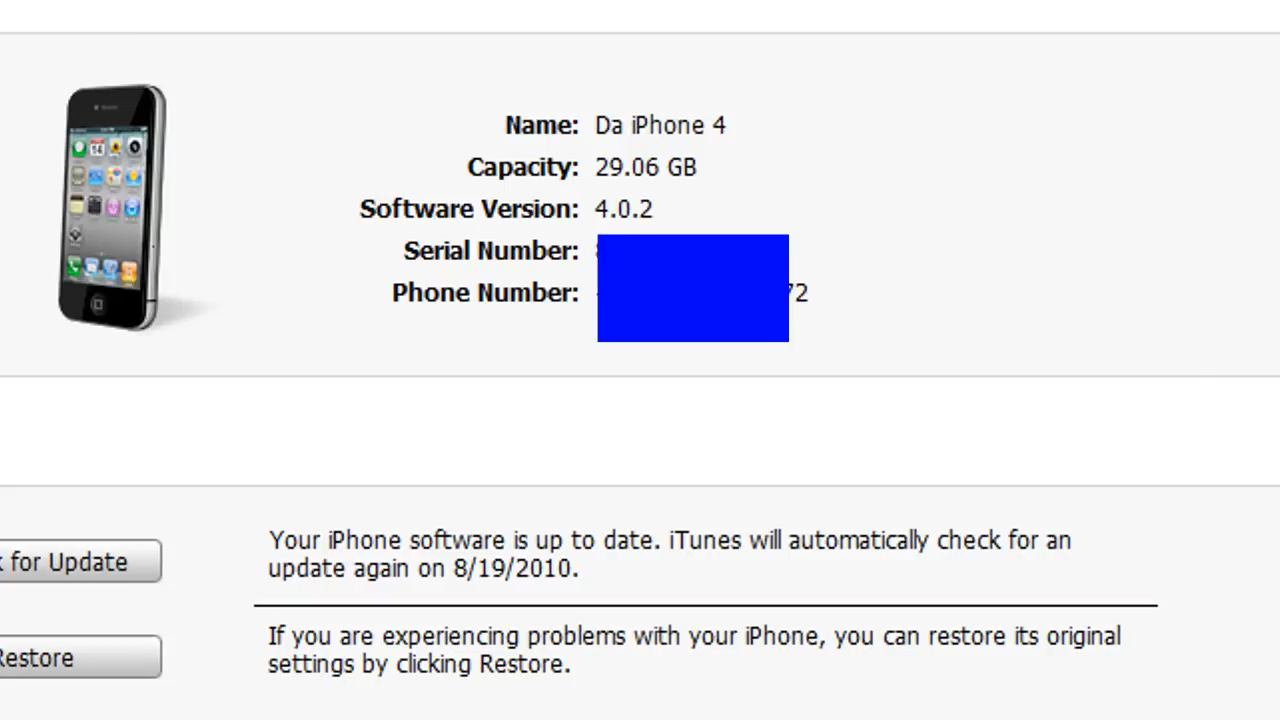 Name: Da iPhone 4
Capacity: 29.06 GB
Software Version: 4.0.2
Serial Number:
Phone Number: 72
for Update
Your iPhone software is up to date. iTunes will automatically check for an
update again on 8/19/2010.
Restore
If you are experiencing problems with your iPhone, you can restore its original
settings by clicking Restore.